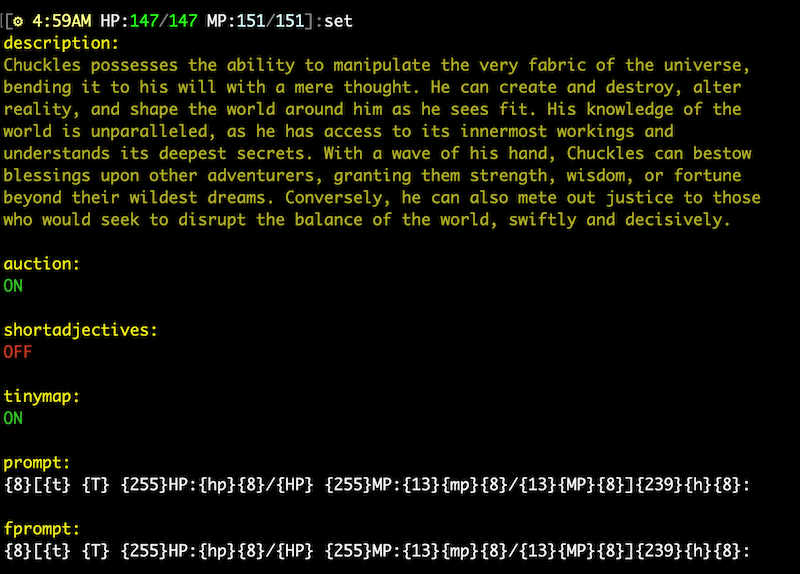 [☼ 4:59AM HP:147/147 MP:151/151]:set
description:
Chuckles possesses the ability to manipulate the very fabric of the universe,
bending it to his will with a mere thought. He can create and destroy, alter
reality, and shape the world around him as he sees fit. His knowledge of the
world is unparalleled, as he has access to its innermost workings and
understands its deepest secrets. With a wave of his hand, Chuckles can bestow
blessings upon other adventurers, granting them strength, wisdom, or fortune
beyond their wildest dreams. Conversely, he can also mete out justice to those
who would seek to disrupt the balance of the world, swiftly and decisively.
auction:
ON
shortadjectives:
OFF
tinymap:
ON
prompt:
{8}[{t} {T} {255}HP:{hp}{8}/{HP} {255}MP:{13}{mp}{8}/{13}{MP}{8}]{239}{h}{8}:
fprompt:
{8}[{t} {T} {255}HP:{hp}{8}/{HP} {255}MP:{13}{mp}{8}/{13}{MP}{8}]{239}{h}{8}: